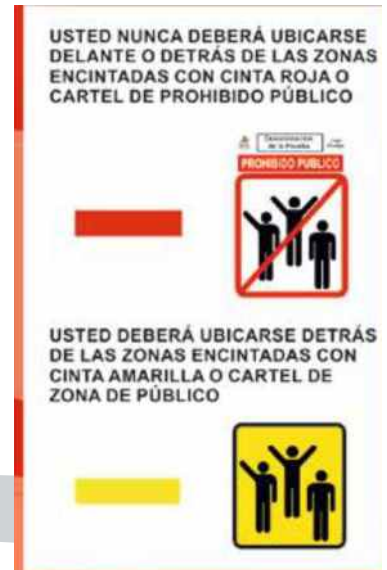 USTED NUNCA DEBERÁ UBICARSE
DELANTE O DETRÁS DE LAS ZONAS
ENCINTADAS CON CINTA ROJA O
CARTEL DE PROHIBIDO PÚBLICO
PROHIBIDO PUBLICO
USTED DEBERÁ UBICARSE DETRÁS
DE LAS ZONAS ENCINTADAS CON
CINTA AMARILLA O CARTEL DE
ZONA DE PÚBLICO